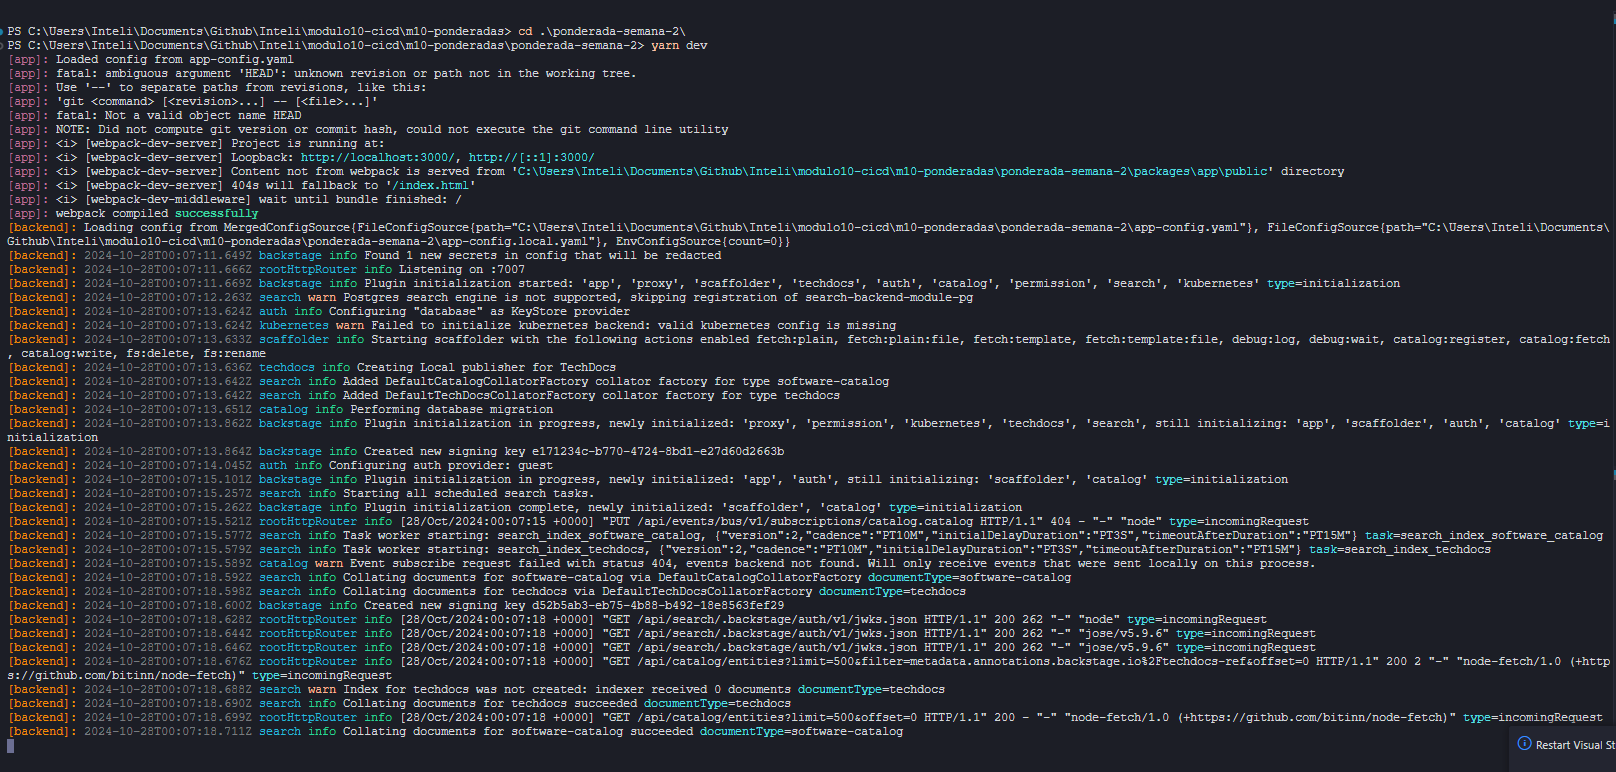 PS C:\Users\Inteli\Documents\Github\Inteli\modulo10-cicd\m10-ponderadas> cd .\ponderada-semana-2\
PS C:\Users\Inteli\Documents\Github\Inteli\modulo10-cicd\m10-ponderadas\ponderada-semana-2> yarn dev
[app]: Loaded config from app-config.yaml
[app]: fatal: ambiguous argument 'HEAD': unknown revision or path not in the working tree.
[app]: Use '--' to separate paths from revisions, like this:
[app]: 'git <command> [<revision>...] -- [<file>...]'
[app]: fatal: Not a valid object name HEAD
[app]: NOTE: Did not compute git version or commit hash, could not execute the git command line utility
[app]: <i> [webpack-dev-server] Project is running at:
[app]: <i> [webpack-dev-server] Loopback: http://localhost:3000/, http://[::1]:3000/
[app]: <i> [webpack-dev-server] Content not from webpack is served from 'C:\Users\Inteli\Documents\Github\Inteli\modulo10-cicd\m10-ponderadas\ponderada-semana-2\packages\app\public' directory
[app]: <i> [webpack-dev-server] 404s will fallback to '/index.html'
[app]: <i> [webpack-dev-middleware] wait until bundle finished: /
[app]: webpack compiled successfully
[backend]: Loading config from MergedConfigSource{FileConfigSource{path="C:\Users\Inteli\Documents\Github\Inteli\modulo10-cicd\m10-ponderadas\ponderada-semana-2\app-config.yaml"}, FileConfigSource{path="C:\Users\Inteli\Documents\
Github\Inteli\modulo10-cicd\m10-ponderadas\ponderada-semana-2\app-config.local.yaml"}, EnvConfigSource{count=0}}
[backend]: 2024-10-28T00:07:11.649Z backstage info Found 1 new secrets in config that will be redacted
[backend]: 2024-10-28T00:07:11.666Z rootHttpRouter info Listening on :7007
[backend]: 2024-10-28T00:07:11.669Z backstage info Plugin initialization started: 'app', 'proxy', 'scaffolder', 'techdocs', 'auth', 'catalog', 'permission', 'search', 'kubernetes' type=initialization
[backend]: 2024-10-28T00:07:12.263Z search warn Postgres search engine is not supported, skipping registration of search-backend-module-pg
[backend]: 2024-10-28T00:07:13.624Z auth info Configuring "database" as KeyStore provider
[backend]: 2024-10-28T00:07:13.624Z kubernetes warn Failed to initialize kubernetes backend: valid kubernetes config is missing
[backend]: 2024-10-28T00:07:13.633Z scaffolder info Starting scaffolder with the following actions enabled fetch:plain, fetch:plain:file, fetch:template, fetch:template:file, debug:log, debug:wait, catalog:register, catalog:fetch
, catalog:write, fs:delete, fs:rename
[backend]: 2024-10-28T00:07:13.636Z techdocs info Creating Local publisher for TechDocs
[backend]: 2024-10-28T00:07:13.642Z search info Added DefaultCatalogCollatorFactory collator factory for type software-catalog
[backend]: 2024-10-28T00:07:13.642Z search info Added DefaultTechDocsCollatorFactory collator factory for type techdocs
[backend]: 2024-10-28T00:07:13.651Z catalog info Performing database migration
[backend]: 2024-10-28T00:07:13.862Z backstage info Plugin initialization in progress, newly initialized: 'proxy', 'permission', 'kubernetes', 'techdocs', 'search', still initializing: 'app', 'scaffolder', 'auth', 'catalog' type=i
nitialization
[backend]: 2024-10-28T00:07:13.864Z backstage info Created new signing key e171234c-b770-4724-8bd1-e27d60d2663b
[backend]: 2024-10-28T00:07:14.045Z auth info Configuring auth provider: guest
[backend]: 2024-10-28T00:07:15.101Z backstage info Plugin initialization in progress, newly initialized: 'app', 'auth', still initializing: 'scaffolder', 'catalog' type=initialization
[backend]: 2024-10-28T00:07:15.257Z search info Starting all scheduled search tasks.
[backend]: 2024-10-28T00:07:15.262Z backstage info Plugin initialization complete, newly initialized: 'scaffolder', 'catalog' type=initialization
[backend]: 2024-10-28T00:07:15.521Z rootHttpRouter info [28/Oct/2024:00:07:15 +0000] "PUT /api/events/bus/v1/subscriptions/catalog.catalog HTTP/1.1" 404 - "-" "node" type=incomingRequest
[backend]: 2024-10-28T00:07:15.577Z search info Task worker starting: search_index_software_catalog, {"version":2,"cadence":"PT10M","initialDelayDuration":"PT3S","timeoutAfterDuration":"PT15M"} task=search_index_software_catalog
[backend]: 2024-10-28T00:07:15.579Z search info Task worker starting: search_index_techdocs, {"version":2,"cadence":"PT10M","initialDelayDuration":"PT3S","timeoutAfterDuration":"PT15M"} task=search_index_techdocs
[backend]: 2024-10-28T00:07:15.589Z catalog warn Event subscribe request failed with status 404, events backend not found. Will only receive events that were sent locally on this process.
[backend]: 2024-10-28T00:07:18.592Z search info Collating documents for software-catalog via DefaultCatalogCollatorFactory documentType=software-catalog
[backend]: 2024-10-28T00:07:18.598Z search info Collating documents for techdocs via DefaultTechDocsCollatorFactory documentType=techdocs
[backend]: 2024-10-28T00:07:18.600Z backstage info Created new signing key d52b5ab3-eb75-4b88-b492-18e8563fef29
[backend]: 2024-10-28T00:07:18.628Z rootHttpRouter info [28/Oct/2024:00:07:18 +0000] "GET /api/search/.backstage/auth/v1/jwks.json HTTP/1.1" 200 262 "-" "node" type=incomingRequest
[backend]: 2024-10-28T00:07:18.644Z rootHttpRouter info [28/Oct/2024:00:07:18 +0000] "GET /api/search/.backstage/auth/v1/jwks.json HTTP/1.1" 200 262 "-" "jose/v5.9.6" type=incomingRequest
[backend]: 2024-10-28T00:07:18.646Z rootHttpRouter info [28/Oct/2024:00:07:18 +0000] "GET /api/search/.backstage/auth/v1/jwks.json HTTP/1.1" 200 262 "-" "jose/v5.9.6" type=incomingRequest
[backend]: 2024-10-28T00:07:18.676Z rootHttpRouter info [28/Oct/2024:00:07:18 +0000] "GET /api/catalog/entities?limit=500&filter=metadata.annotations.backstage.io%2Ftechdocs-ref&offset=0 HTTP/1.1" 200 2 "-" "node-fetch/1.0 (+http
s://github.com/bitinn/node-fetch)" type=incomingRequest
[backend]: 2024-10-28T00:07:18.688Z search warn Index for techdocs was not created: indexer received 0 documents documentType=techdocs
[backend]: 2024-10-28T00:07:18.690Z search info Collating documents for techdocs succeeded documentType=techdocs
[backend]: 2024-10-28T00:07:18.699Z rootHttpRouter info [28/Oct/2024:00:07:18 +0000] "GET /api/catalog/entities?limit=500&offset=0 HTTP/1.1" 200 - "-" "node-fetch/1.0 (+https://github.com/bitinn/node-fetch)" type=incomingRequest
[backend]: 2024-10-28T00:07:18.711Z search info Collating documents for software-catalog succeeded documentType=software-catalog
Restart Visual St